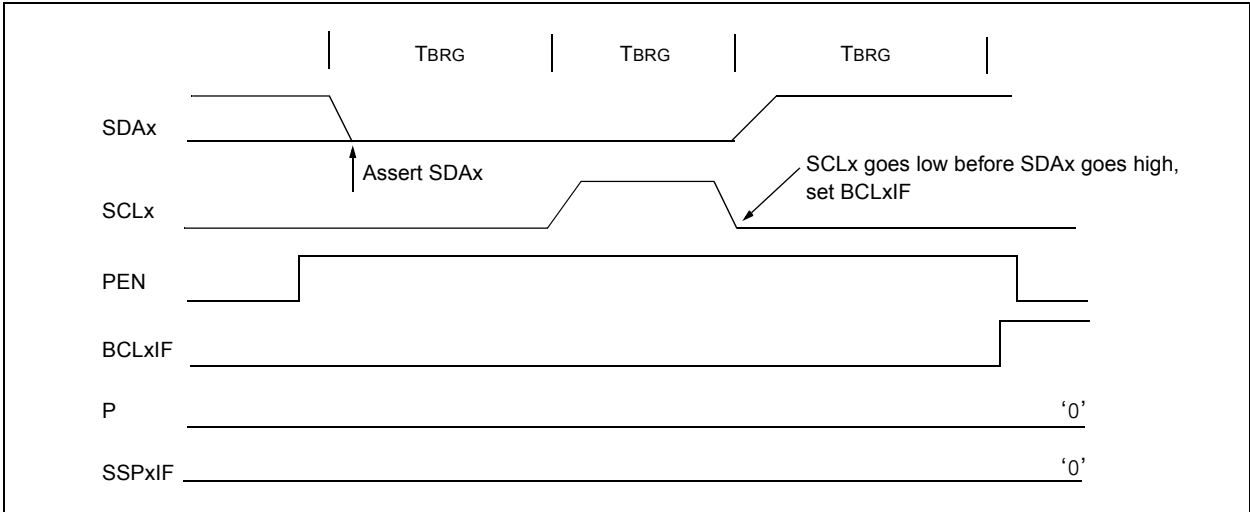 TBRG TBRG TBRG
SDAx
Assert SDAx
SCLx goes low before SDAx goes high,
set BCLxIF
SCLx
PEN
BCLxIF
P ‘0’
SSPxIF ‘0’